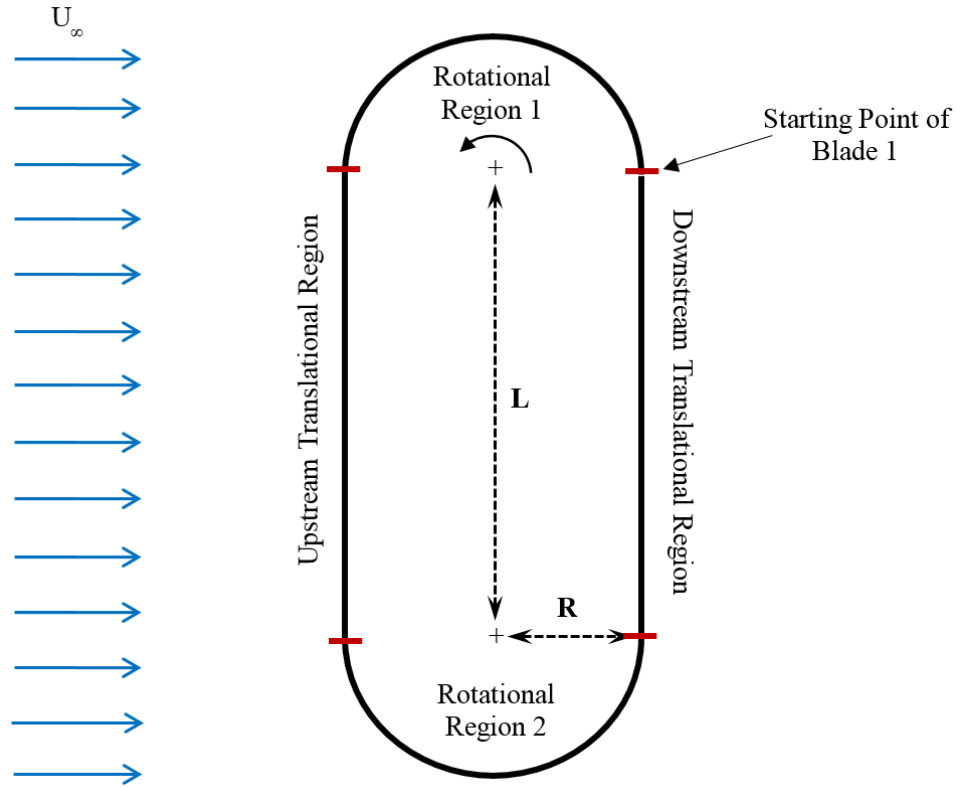 U∞
Rotational
Region 1
Starting Point of
Blade 1
Upstream Translational Region
L
Downstream Translational Region
R
Rotational
Region 2